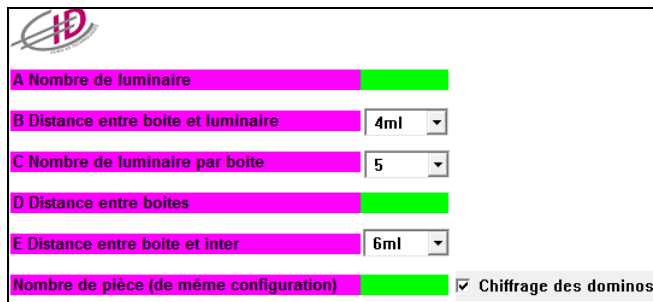 ID
A Nombre de luminaire
B Distance entre boite et luminaire 4ml
C Nombre de luminaire par boite 5
D Distance entre boites
E Distance entre boite et inter 6ml
Nombre de pièce (de même configuration) Chiffrage des dominos